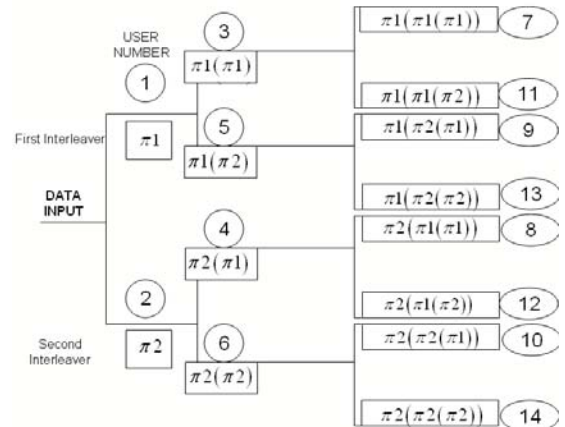 USER
NUMBER
1
First Interleaver
π1
DATA
INPUT
2
Second
Interleaver
π2
3
π1(π1)
5
π1(π2)
4
π2(π1)
6
π2(π2)
π1(π1(π1)) 7
π1(π1(π2)) 11
π1(π2(π1)) 9
π1(π2(π2)) 13
π2(π1(π1)) 8
π2(π1(π2)) 12
π2(π2(π1)) 10
π2(π2(π2)) 14